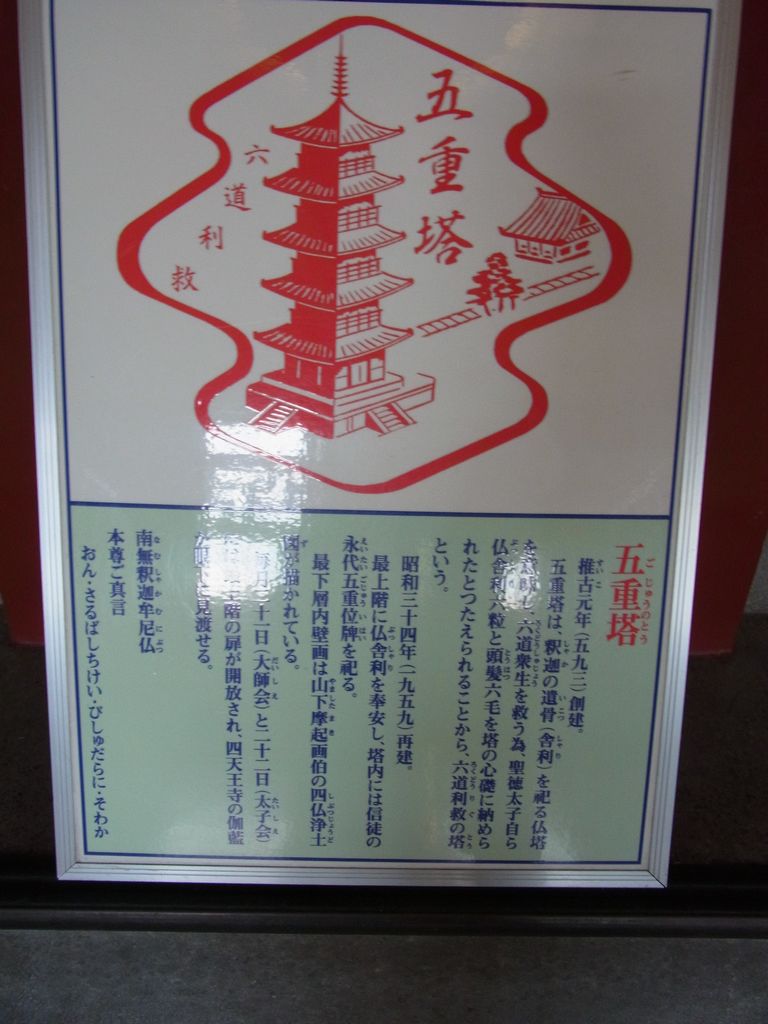 五重塔
六道利救
五重塔
推古元年(五九三)創建。
五重塔は、釈迦の遺骨(舎利)を祀る仏塔
し、六道衆生を救う為、聖徳太子自ら
仏舎利六粒と頭髪六毛を塔の心礎に納めら
れたとつたえられることから、六道利救の塔
という。
昭和三十四年(一九五九)再建。
最上階に仏舎利を奉安し、塔内には信徒の
永代五重位牌を祀る。
最下層内壁画は山下摩起画伯の四仏浄土
図が描かれている。
毎月二十一日(大師会)と二十二日(太子会)
階の扉が開放され、四天王寺の伽藍
見渡せる。
南無釈迦牟尼仏
本尊ご真言
おん・さるばしちけい・びしゅだらに・そわか